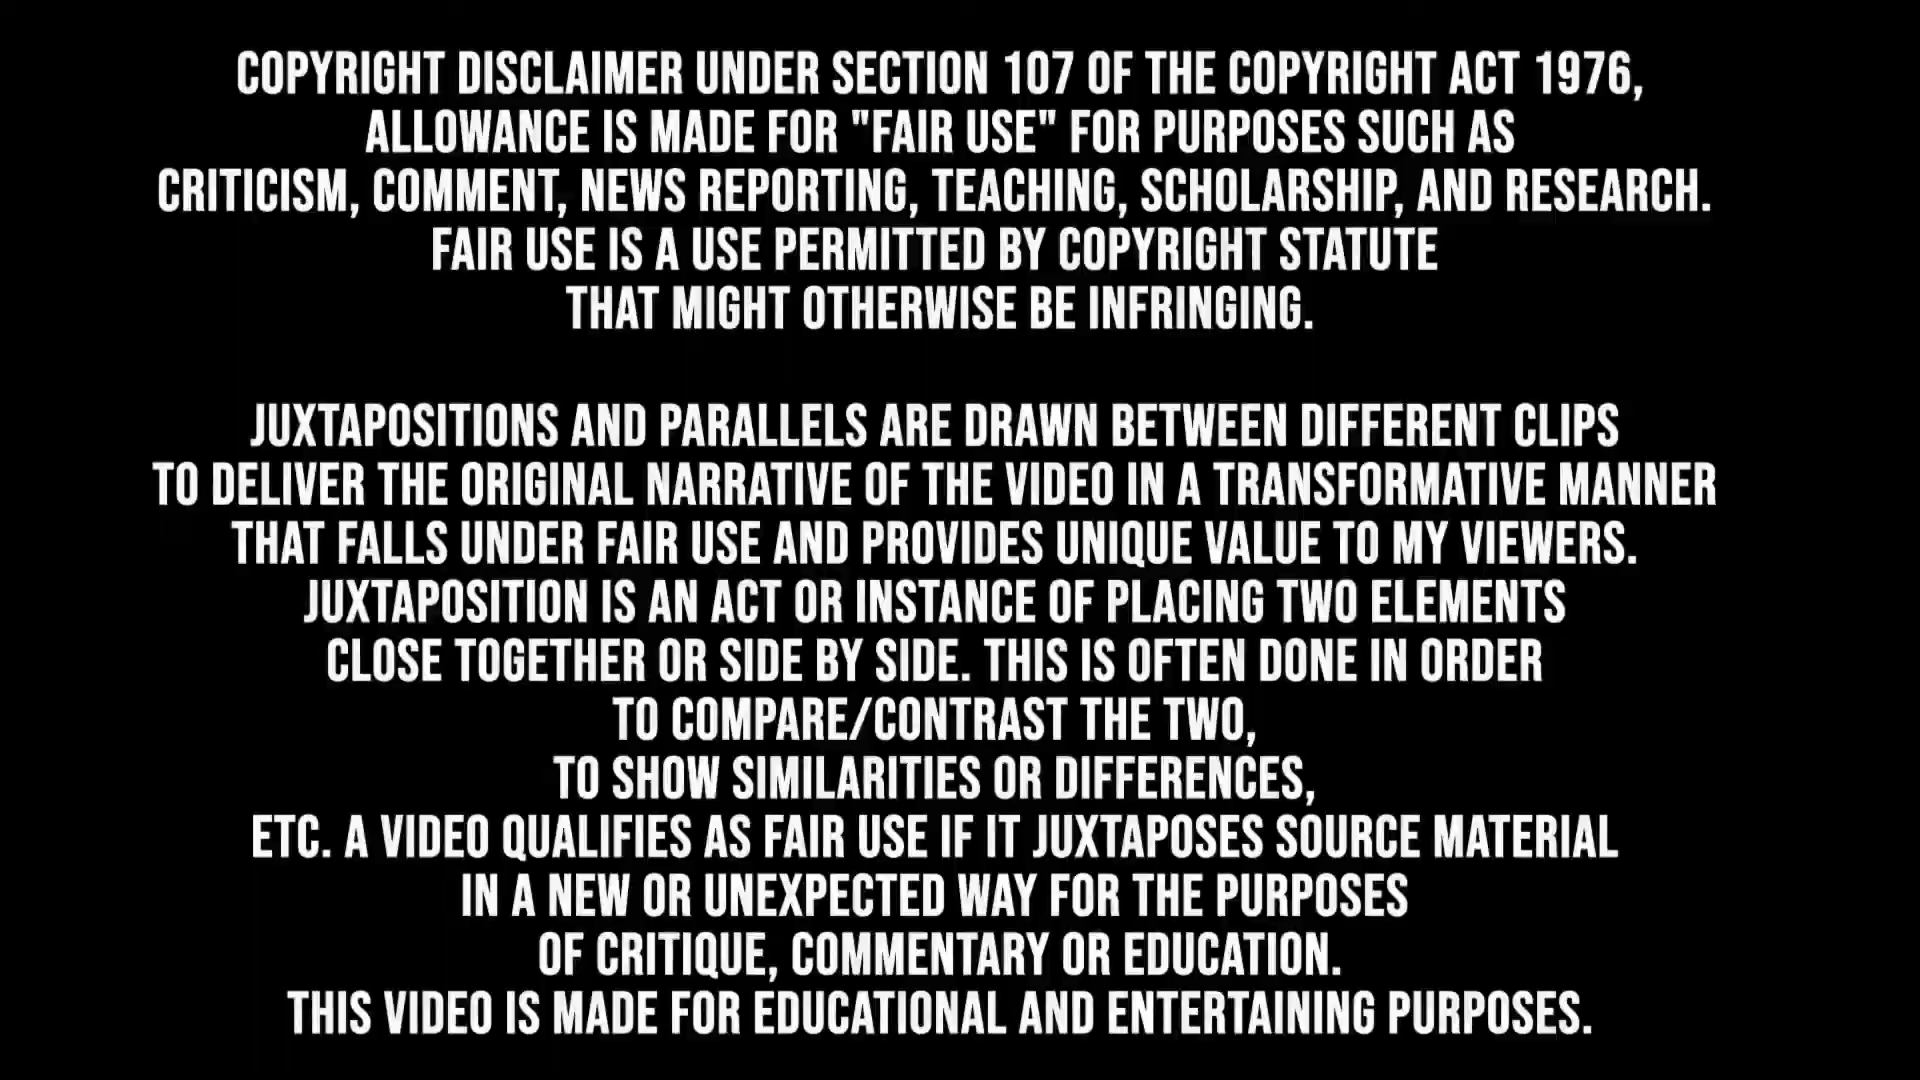 COPYRIGHT DISCLAIMER UNDER SECTION 107 OF THE COPYRIGHT ACT 1976,
ALLOWANCE IS MADE FOR "FAIR USE" FOR PURPOSES SUCH AS
CRITICISM, COMMENT, NEWS REPORTING, TEACHING, SCHOLARSHIP, AND RESEARCH.
FAIR USE IS A USE PERMITTED BY COPYRIGHT STATUTE
THAT MIGHT OTHERWISE BE INFRINGING.
JUXTAPOSITIONS AND PARALLELS ARE DRAWN BETWEEN DIFFERENT CLIPS
TO DELIVER THE ORIGINAL NARRATIVE OF THE VIDEO IN A TRANSFORMATIVE MANNER
THAT FALLS UNDER FAIR USE AND PROVIDES UNIQUE VALUE TO MY VIEWERS.
JUXTAPOSITION IS AN ACT OR INSTANCE OF PLACING TWO ELEMENTS
CLOSE TOGETHER OR SIDE BY SIDE. THIS IS OFTEN DONE IN ORDER
TO COMPARE/CONTRAST THE TWO,
TO SHOW SIMILARITIES OR DIFFERENCES,
ETC. A VIDEO QUALIFIES AS FAIR USE IF IT JUXTAPOSES SOURCE MATERIAL
IN A NEW OR UNEXPECTED WAY FOR THE PURPOSES
OF CRITIQUE, COMMENTARY OR EDUCATION.
THIS VIDEO IS MADE FOR EDUCATIONAL AND ENTERTAINING PURPOSES.